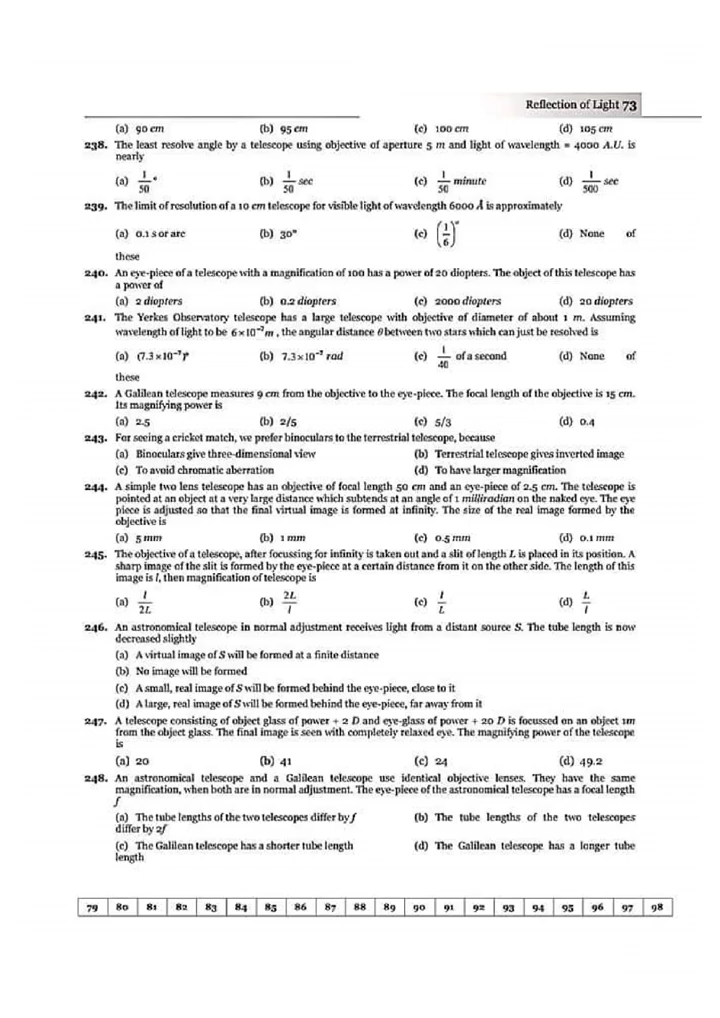 Reflection of Light 73
(a) 90 cm (b) 95 cm (c) 100 cm (d) 105 cm
238. The least resolve angle by a telescope using objective of aperture 5 m and light of wavelength = 4000 A.U. is
nearly
(a) 1/50 ° (b) 1/50 sec (c) 1/50 minute (d) 1/500 sec
239. The limit of resolution of a 10 cm telescope for visible light of wavelength 6000 Å is approximately
(a) 0.1 s or arc (b) 30" (c) (1/6)° (d) None of
these
240. An eye-piece of a telescope with a magnification of 100 has a power of 20 diopters. The object of this telescope has
a power of
(a) 2 diopters (b) 0.2 diopters (c) 2000 diopters (d) 20 diopters
241. The Yerkes Observatory telescope has a large telescope with objective of diameter of about 1 m. Assuming
wavelength of light to be 6×10⁻⁷ m, the angular distance θ between two stars which can just be resolved is
(a) (7.3×10⁻⁷)° (b) 7.3×10⁻⁷ rad (c) 1/40 of a second (d) None of
these
242. A Galilean telescope measures 9 cm from the objective to the eye-piece. The focal length of the objective is 15 cm.
Its magnifying power is
(a) 2.5 (b) 2/5 (c) 5/3 (d) 0.4
243. For seeing a cricket match, we prefer binoculars to the terrestrial telescope, because
(a) Binoculars give three-dimensional view (b) Terrestrial telescope gives inverted image
(c) To avoid chromatic aberration (d) To have larger magnification
244. A simple two lens telescope has an objective of focal length 50 cm and an eye-piece of 2.5 cm. The telescope is
pointed at an object at a very large distance which subtends at an angle of 1 milliradian on the naked eye. The eye
piece is adjusted so that the final virtual image is formed at infinity. The size of the real image formed by the
objective is
(a) 5 mm (b) 1 mm (c) 0.5 mm (d) 0.1 mm
245. The objective of a telescope, after focussing for infinity is taken out and a slit of length L is placed in its position. A
sharp image of the slit is formed by the eye-piece at a certain distance from it on the other side. The length of this
image is l, then magnification of telescope is
(a) l/2L (b) 2L/l (c) l/L (d) L/l
246. An astronomical telescope in normal adjustment receives light from a distant source S. The tube length is now
decreased slightly
(a) A virtual image of S will be formed at a finite distance
(b) No image will be formed
(c) A small, real image of S will be formed behind the eye-piece, close to it
(d) A large, real image of S will be formed behind the eye-piece, far away from it
247. A telescope consisting of object glass of power + 2 D and eye-glass of power + 20 D is focussed on an object 1m
from the object glass. The final image is seen with completely relaxed eye. The magnifying power of the telescope
is
(a) 20 (b) 41 (c) 24 (d) 49.2
248. An astronomical telescope and a Galilean telescope use identical objective lenses. They have the same
magnification, when both are in normal adjustment. The eye-piece of the astronomical telescope has a focal length
f
(a) The tube lengths of the two telescopes differ by f (b) The tube lengths of the two telescopes
differ by 2f
(c) The Galilean telescope has a shorter tube length (d) The Galilean telescope has a longer tube
length
79 80 81 82 83 84 85 86 87 88 89 90 91 92 93 94 95 96 97 98